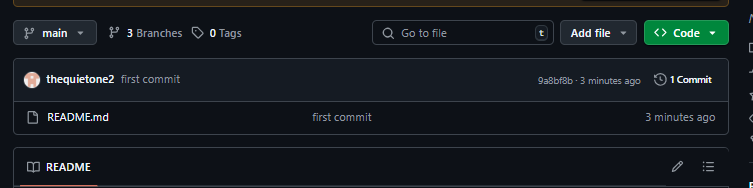 main 3 Branches 0 Tags Go to file t Add file Code
thequietone2 first commit 9a8bf8b · 3 minutes ago 1 Commit
README.md first commit 3 minutes ago
README